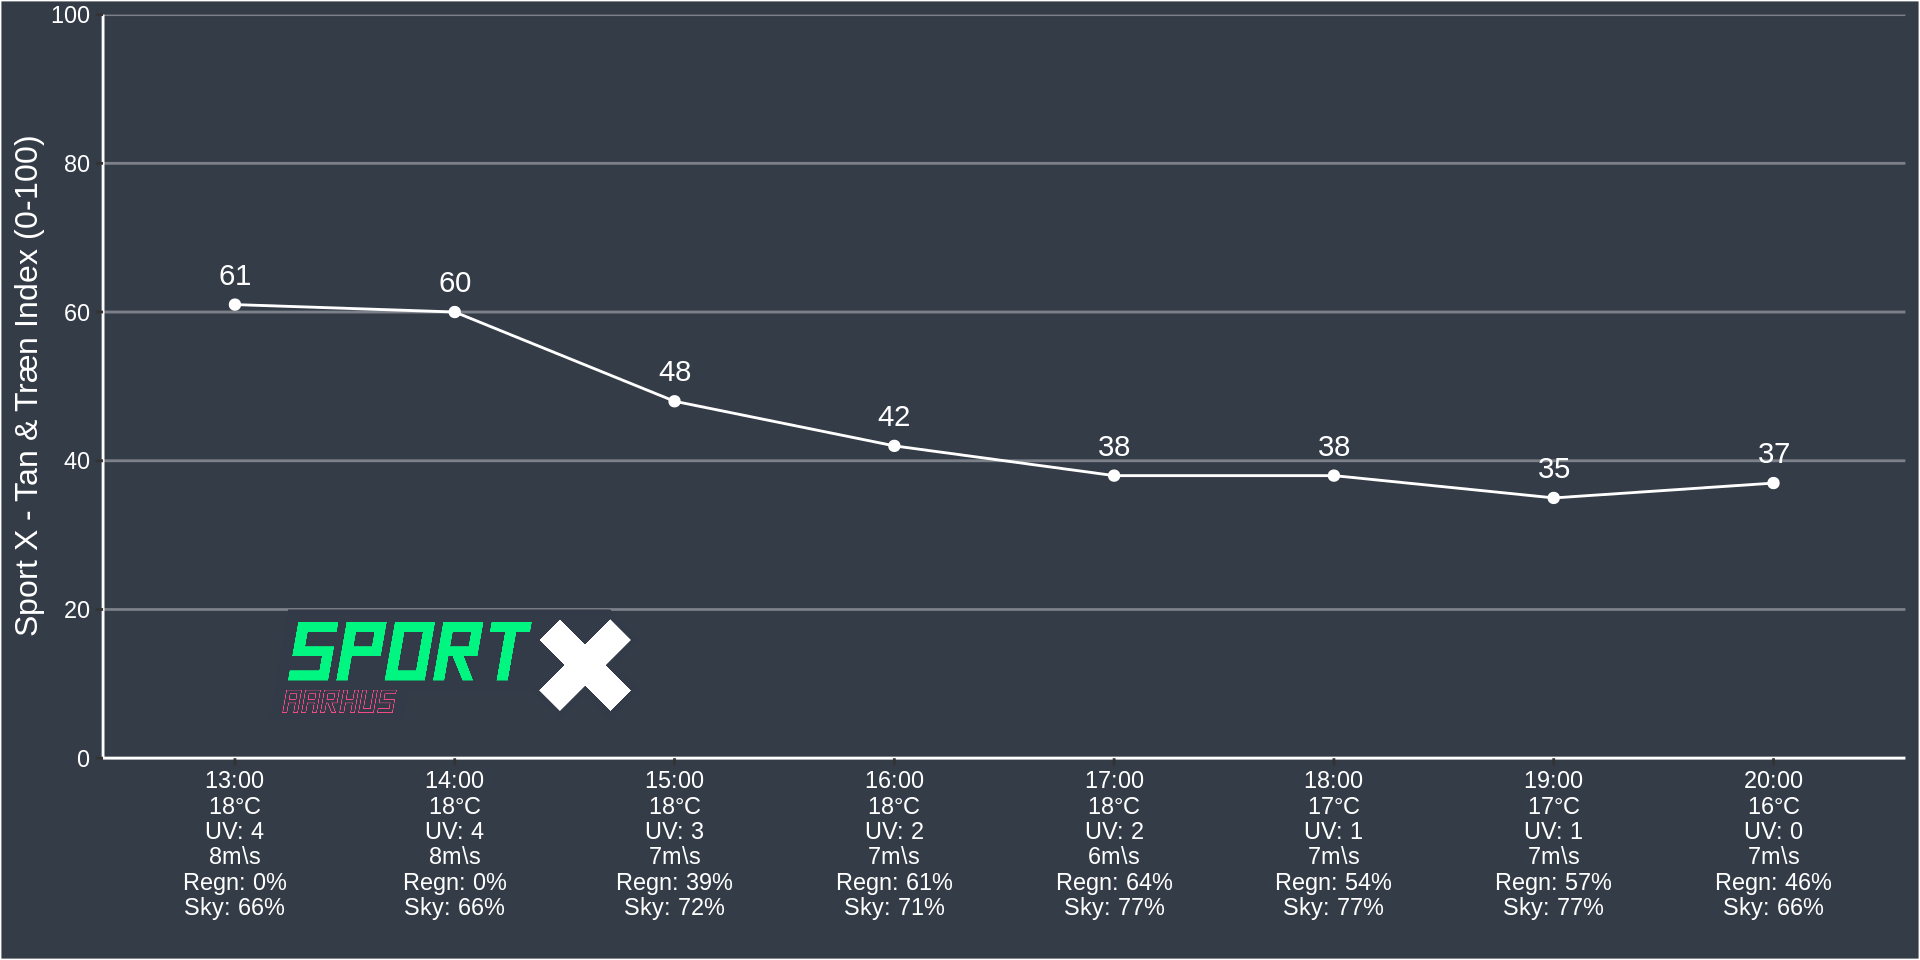 Sport X - Tan & Træn Index (0-100)
100
80
60
40
20
0
61
60
48
42
38
38
35
37
SPORT X
AARHUS
13:00
18°C
UV: 4
8m\s
Regn: 0%
Sky: 66%
14:00
18°C
UV: 4
8m\s
Regn: 0%
Sky: 66%
15:00
18°C
UV: 3
7m\s
Regn: 39%
Sky: 72%
16:00
18°C
UV: 2
7m\s
Regn: 61%
Sky: 71%
17:00
18°C
UV: 2
6m\s
Regn: 64%
Sky: 77%
18:00
17°C
UV: 1
7m\s
Regn: 54%
Sky: 77%
19:00
17°C
UV: 1
7m\s
Regn: 57%
Sky: 77%
20:00
16°C
UV: 0
7m\s
Regn: 46%
Sky: 66%